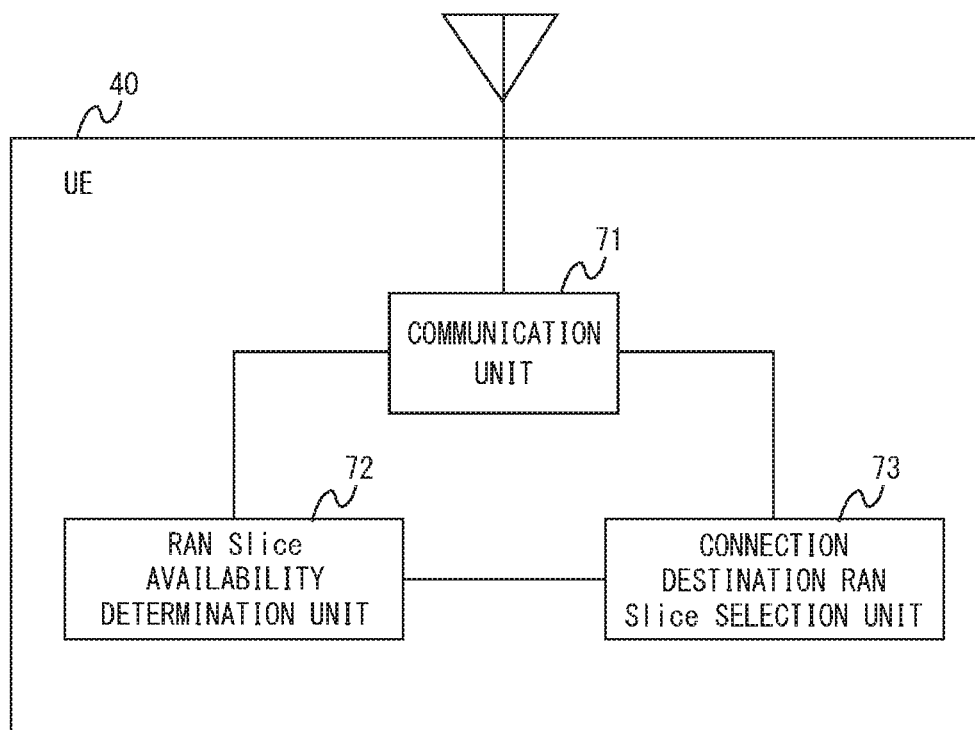 40
UE
71
COMMUNICATION
UNIT
72
RAN Slice
AVAILABILITY
DETERMINATION UNIT
73
CONNECTION
DESTINATION RAN
Slice SELECTION UNIT